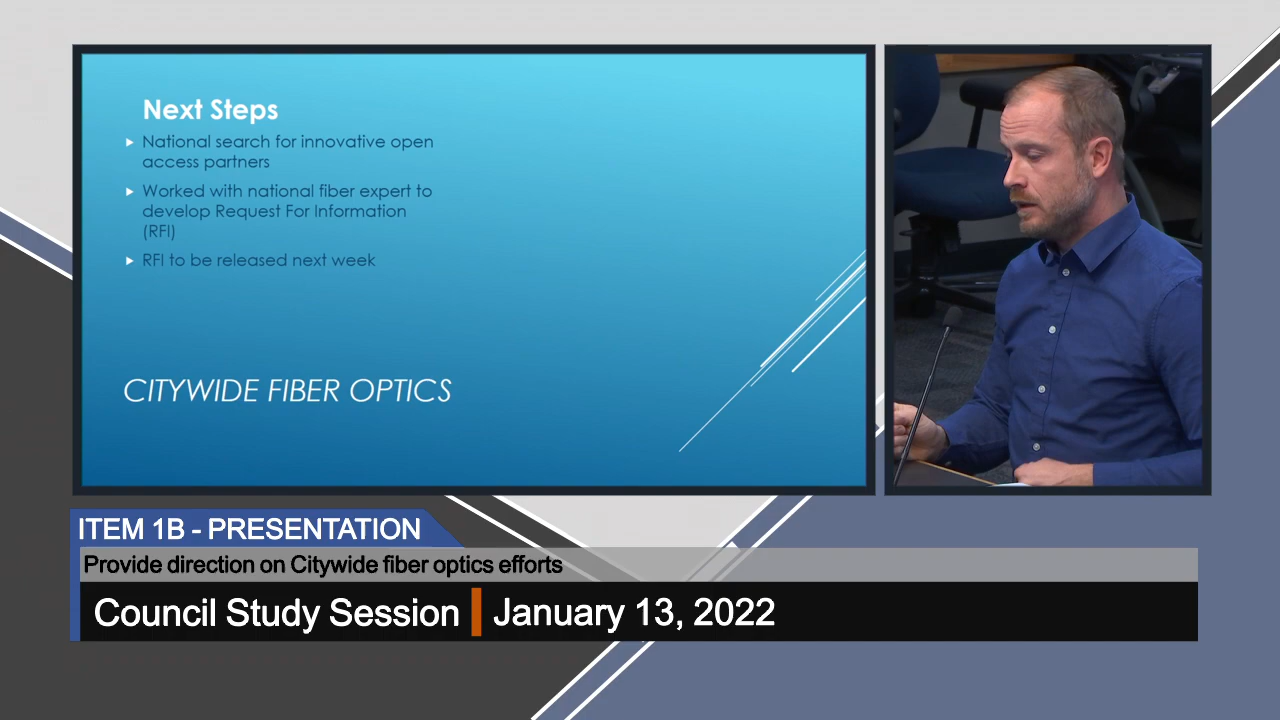 Next Steps
National search for innovative open
access partners
Worked with national fiber expert to
develop Request For Information
(RFI)
RFI to be released next week
CITYWIDE FIBER OPTICS
ITEM 1B - PRESENTATION
Provide direction on Citywide fiber optics efforts
Council Study Session January 13, 2022